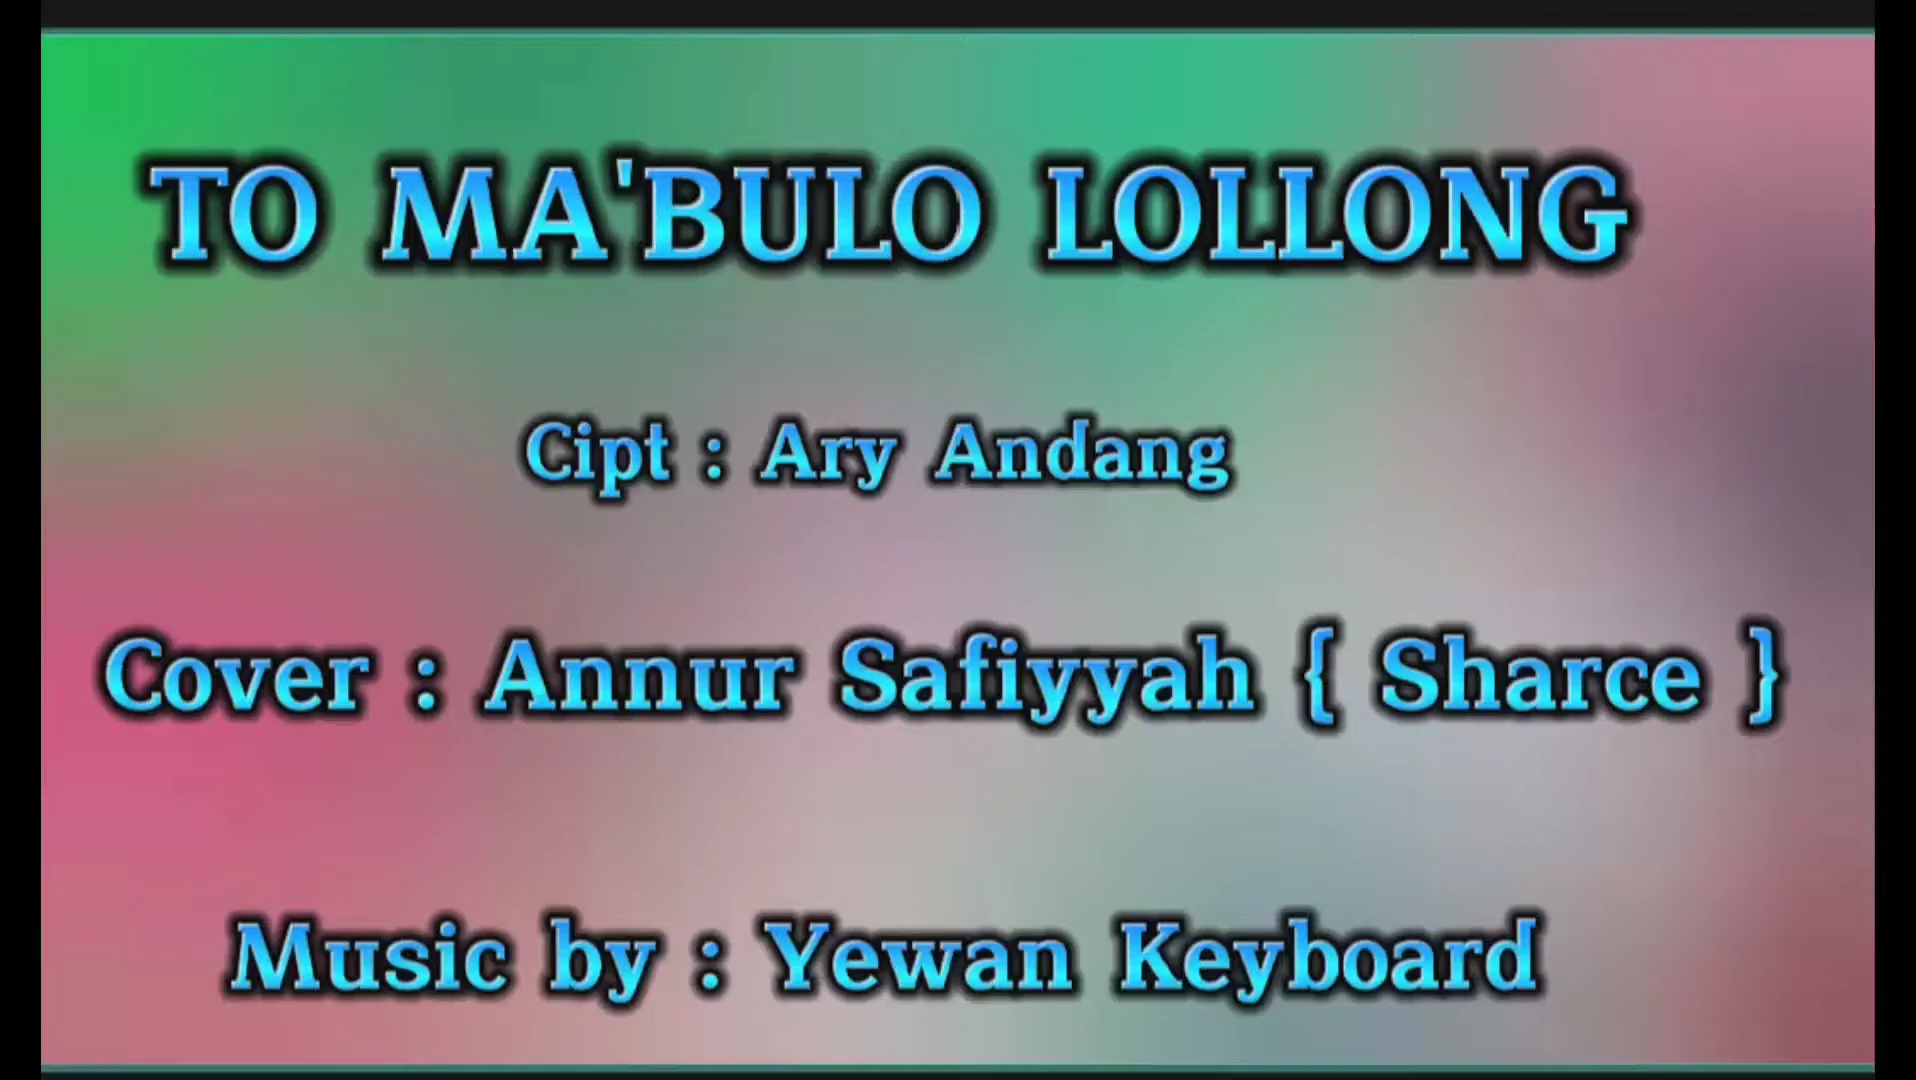 TO MA'BULO LOLLONG
Cipt : Ary Andang
Cover : Annur Safiyyah { Sharce }
Music by : Yewan Keyboard